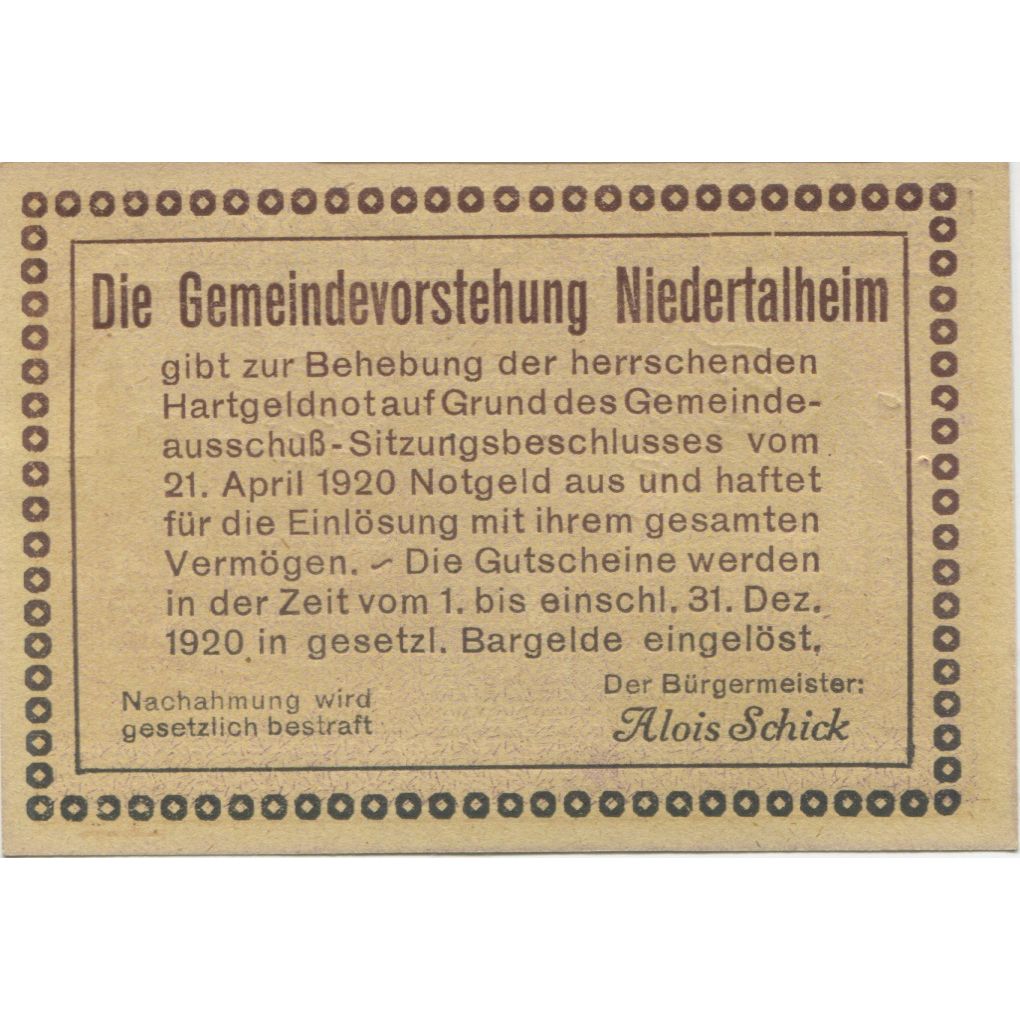 Die Gemeindevorstehung Niedertalheim
gibt zur Behebung der herrschenden
Hartgeldnot auf Grund des Gemeinde-
ausschuß-Sitzungsbeschlusses vom
21. April 1920 Notgeld aus und haftet
für die Einlösung mit ihrem gesamten
Vermögen. ~ Die Gutscheine werden
in der Zeit vom 1. bis einschl. 31. Dez.
1920 in gesetzl. Bargelde eingelöst.
Nachahmung wird
gesetzlich bestraft
Der Bürgermeister:
Alois Schick